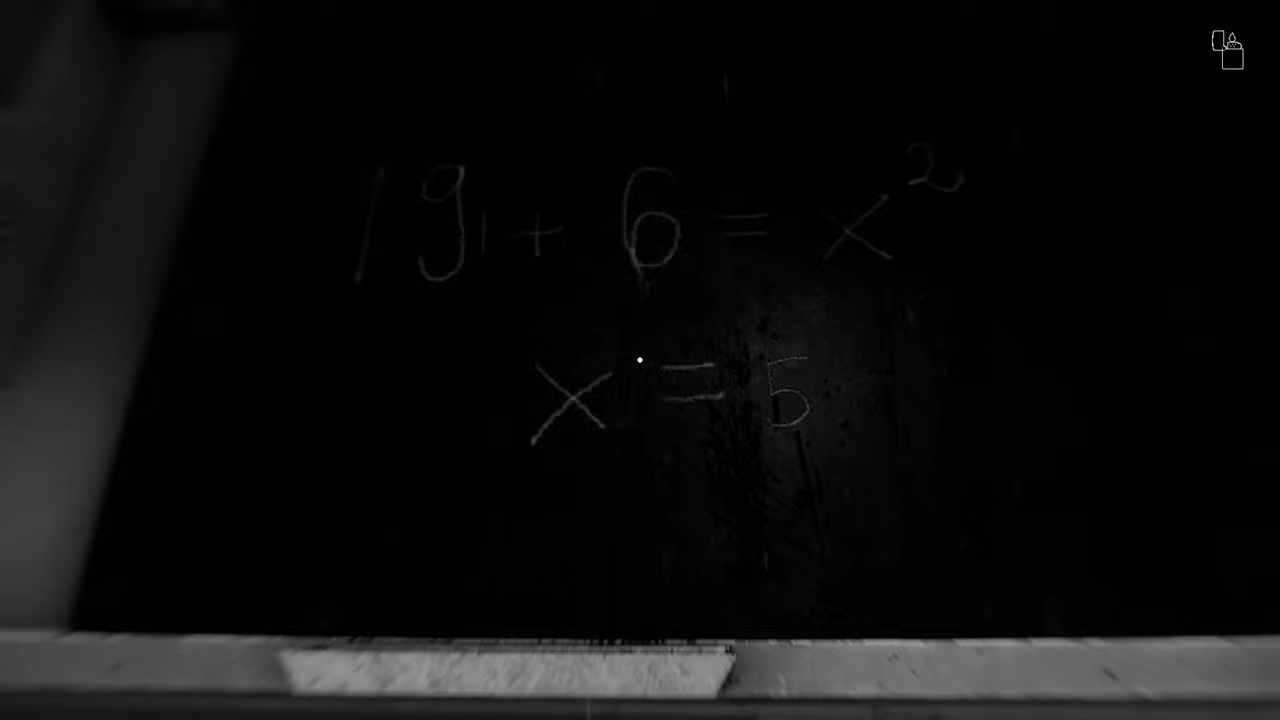 19 + 6 = x²
x = 5